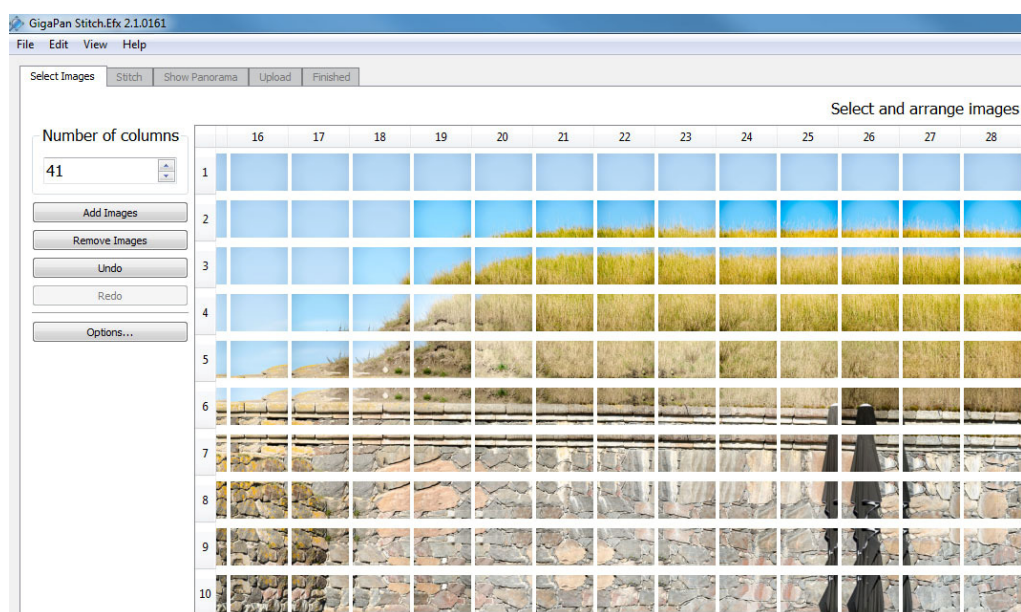 GigaPan Stitch.Efx 2.1.0161
File Edit View Help
Select Images Stitch Show Panorama Upload Finished
Select and arrange images
Number of columns
41
Add Images
Remove Images
Undo
Redo
Options...
16 17 18 19 20 21 22 23 24 25 26 27 28
1
2
3
4
5
6
7
8
9
10